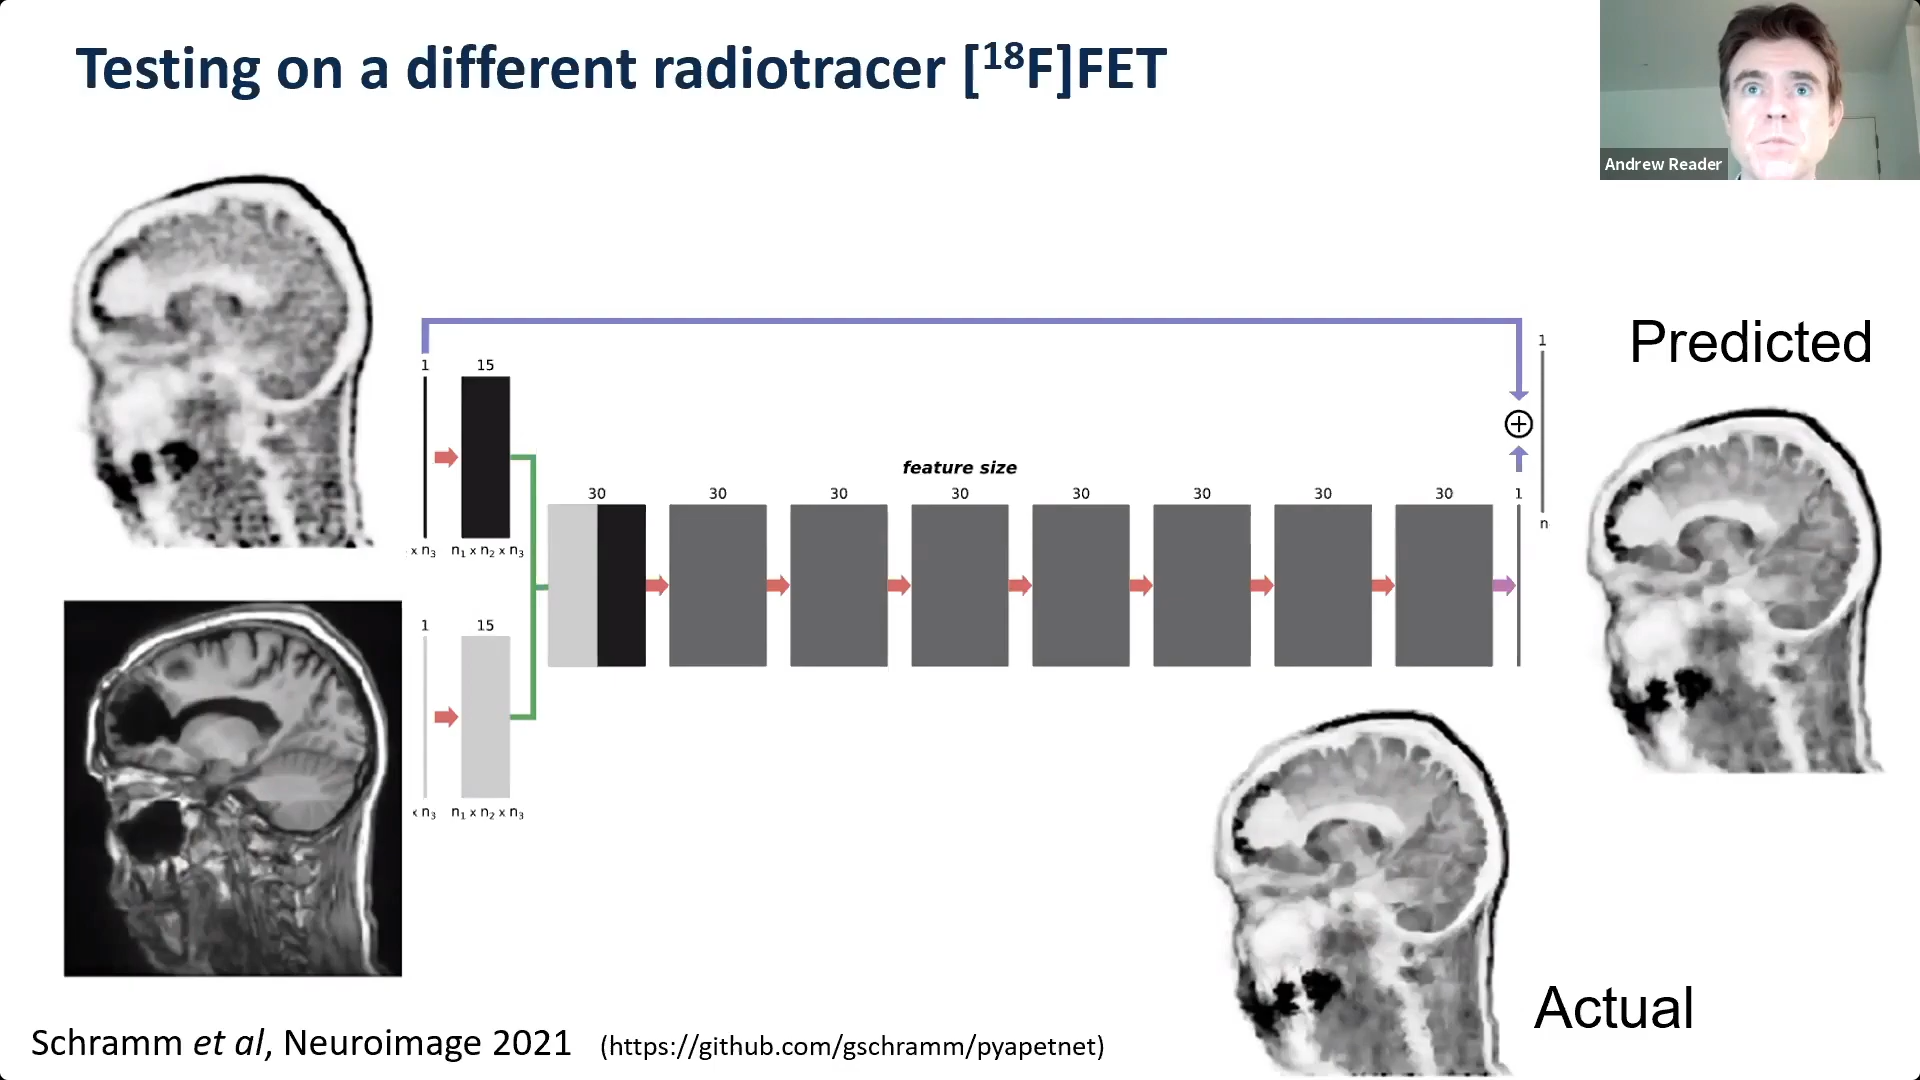 Testing on a different radiotracer [¹⁸F]FET
Andrew Reader
Predicted
1
15
1
feature size
30
30
30
30
30
30
30
30
1
n
x n₃
n₁ x n₂ x n₃
1
15
x n₃
n₁ x n₂ x n₃
Actual
Schramm et al, Neuroimage 2021 (https://github.com/gschramm/pyapetnet)